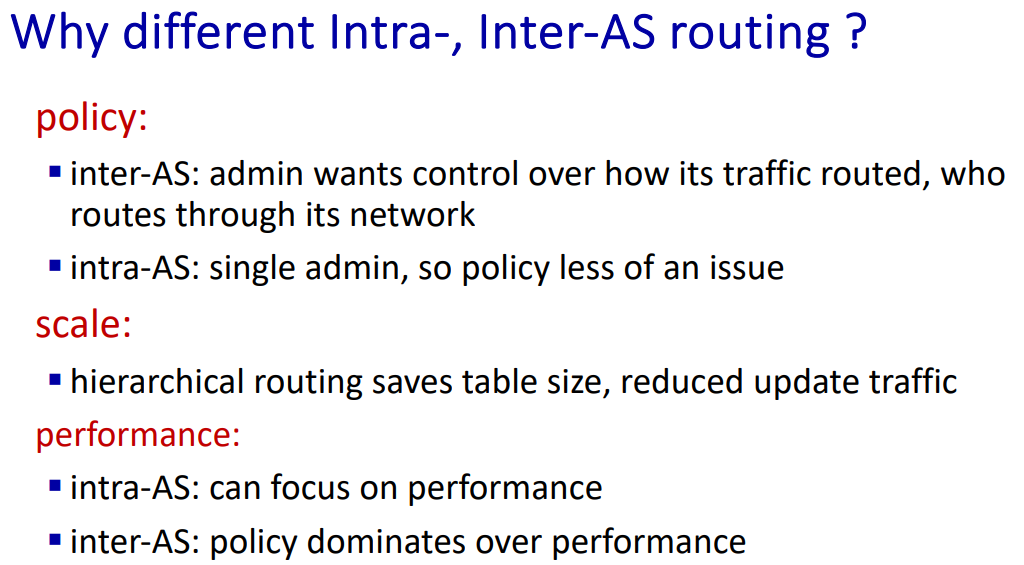 Why different Intra-, Inter-AS routing ?
policy:
▪ inter-AS: admin wants control over how its traffic routed, who
routes through its network
▪ intra-AS: single admin, so policy less of an issue
scale:
▪ hierarchical routing saves table size, reduced update traffic
performance:
▪ intra-AS: can focus on performance
▪ inter-AS: policy dominates over performance